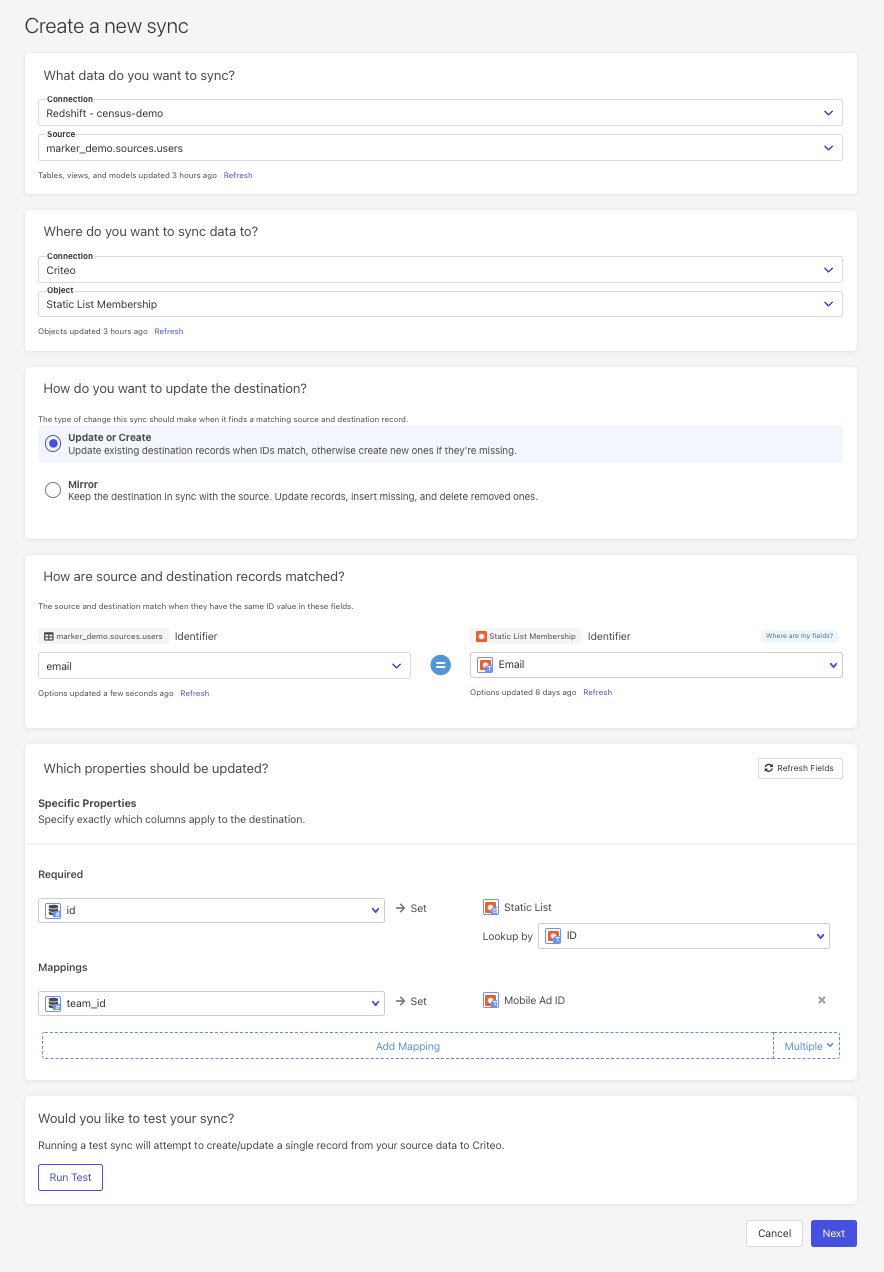 Create a new sync
What data do you want to sync?
Connection
Redshift - census-demo
Source
marker_demo.sources.users
Tables, views, and models updated 3 hours ago Refresh
Where do you want to sync data to?
Connection
Criteo
Object
Static List Membership
Objects updated 3 hours ago Refresh
How do you want to update the destination?
The type of change this sync should make when it finds a matching source and destination record.
Update or Create
Update existing destination records when IDs match, otherwise create new ones if they're missing.
Mirror
Keep the destination in sync with the source. Update records, insert missing, and delete removed ones.
How are source and destination records matched?
The source and destination match when they have the same ID value in these fields.
marker_demo.sources.users Identifier
Static List Membership Identifier Where are my fields?
email
Email
Options updated a few seconds ago Refresh
Options updated 8 days ago Refresh
Which properties should be updated?
Refresh Fields
Specific Properties
Specify exactly which columns apply to the destination.
Required
id → Set Static List
Lookup by ID
Mappings
team_id → Set Mobile Ad ID
Add Mapping Multiple
Would you like to test your sync?
Running a test sync will attempt to create/update a single record from your source data to Criteo.
Run Test
Cancel Next